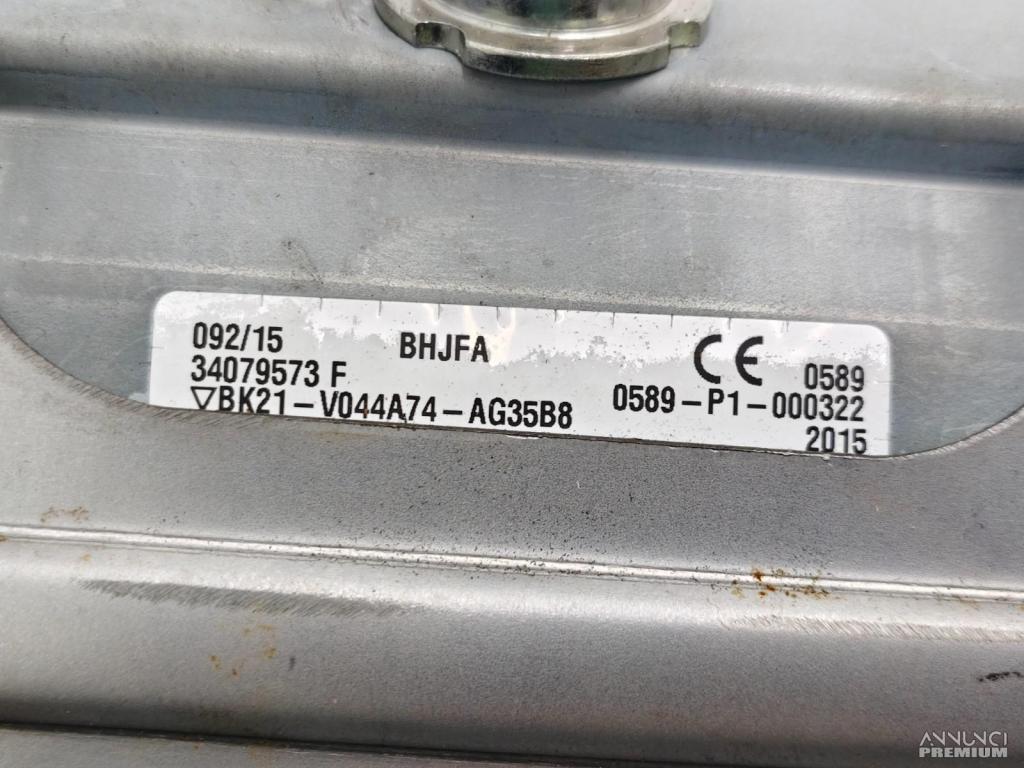 092/15 BHJFA CE 0589
34079573 F
▽BK21-V044A74-AG35B8 0589-P1-000322
2015
ANNUNCI
PREMIUM